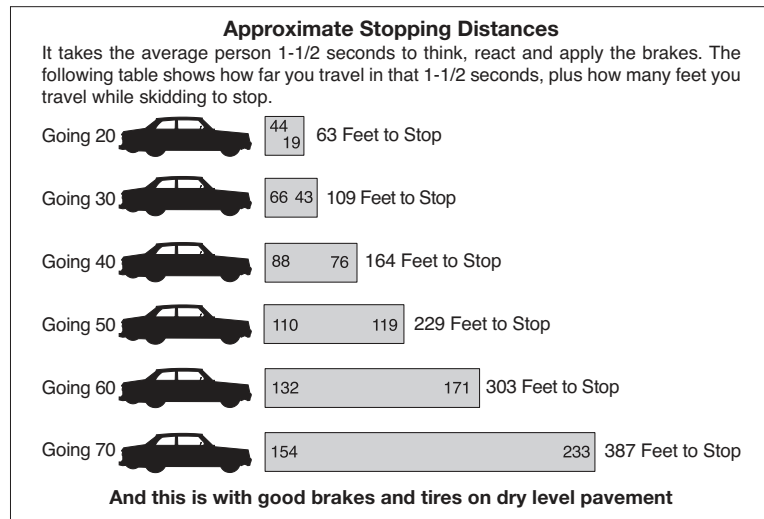 Approximate Stopping Distances
It takes the average person 1-1/2 seconds to think, react and apply the brakes. The
following table shows how far you travel in that 1-1/2 seconds, plus how many feet you
travel while skidding to stop.
Going 20 44 19 63 Feet to Stop
Going 30 66 43 109 Feet to Stop
Going 40 88 76 164 Feet to Stop
Going 50 110 119 229 Feet to Stop
Going 60 132 171 303 Feet to Stop
Going 70 154 233 387 Feet to Stop
And this is with good brakes and tires on dry level pavement